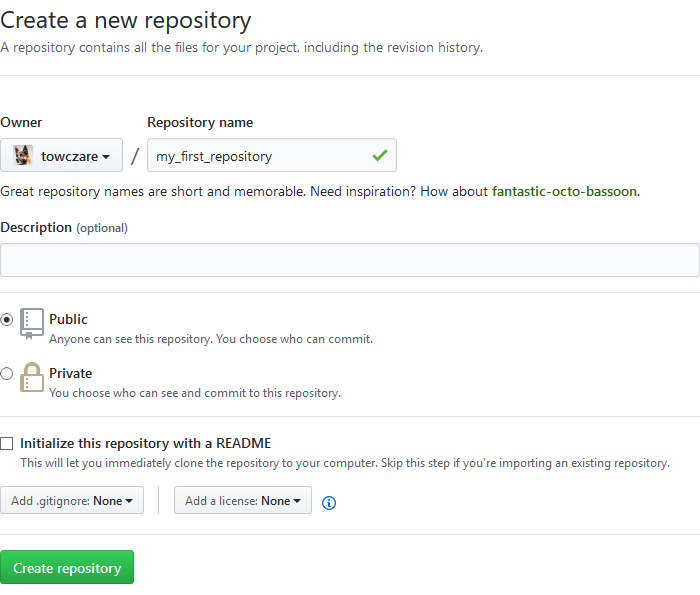 Create a new repository
A repository contains all the files for your project, including the revision history.
Owner
Repository name
towczare / my_first_repository
Great repository names are short and memorable. Need inspiration? How about fantastic-octo-bassoon.
Description (optional)
Public
Anyone can see this repository. You choose who can commit.
Private
You choose who can see and commit to this repository.
Initialize this repository with a README
This will let you immediately clone the repository to your computer. Skip this step if you're importing an existing repository.
Add .gitignore: None
Add a license: None
Create repository